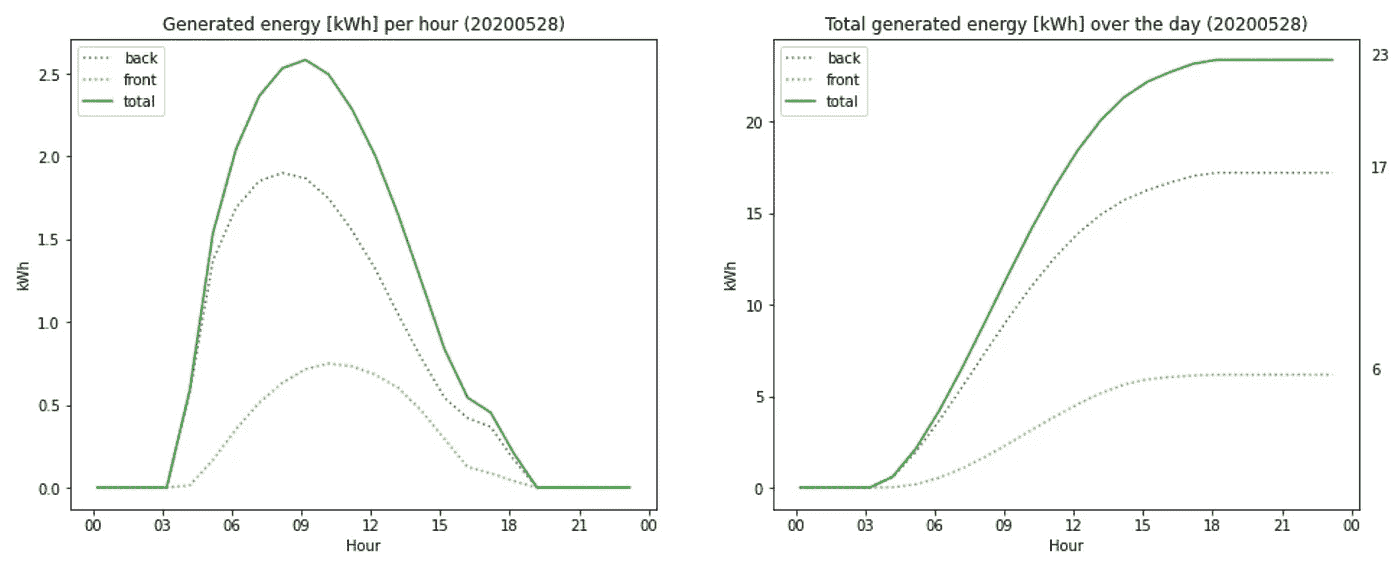 Generated energy [kWh] per hour (20200528)
back
front
total
2.5
2.0
1.5
1.0
0.5
0.0
kWh
00 03 06 09 12 15 18 21 00
Hour
Total generated energy [kWh] over the day (20200528)
back
front
total
20
15
10
5
0
kWh
23
17
6
00 03 06 09 12 15 18 21 00
Hour